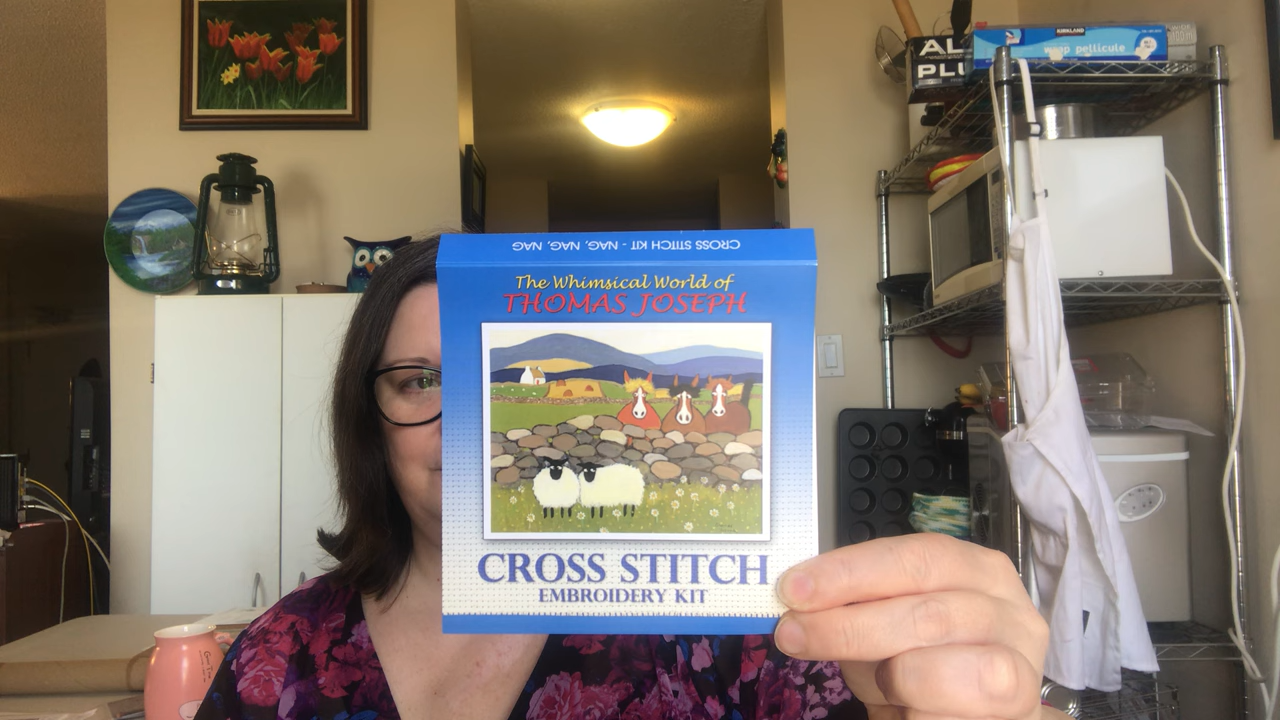 AL
PLU
KIRKLAND
wrap pellicule
CROSS STITCH KIT - NAG, NAG, NAG
The Whimsical World of
THOMAS JOSEPH
CROSS STITCH
EMBROIDERY KIT